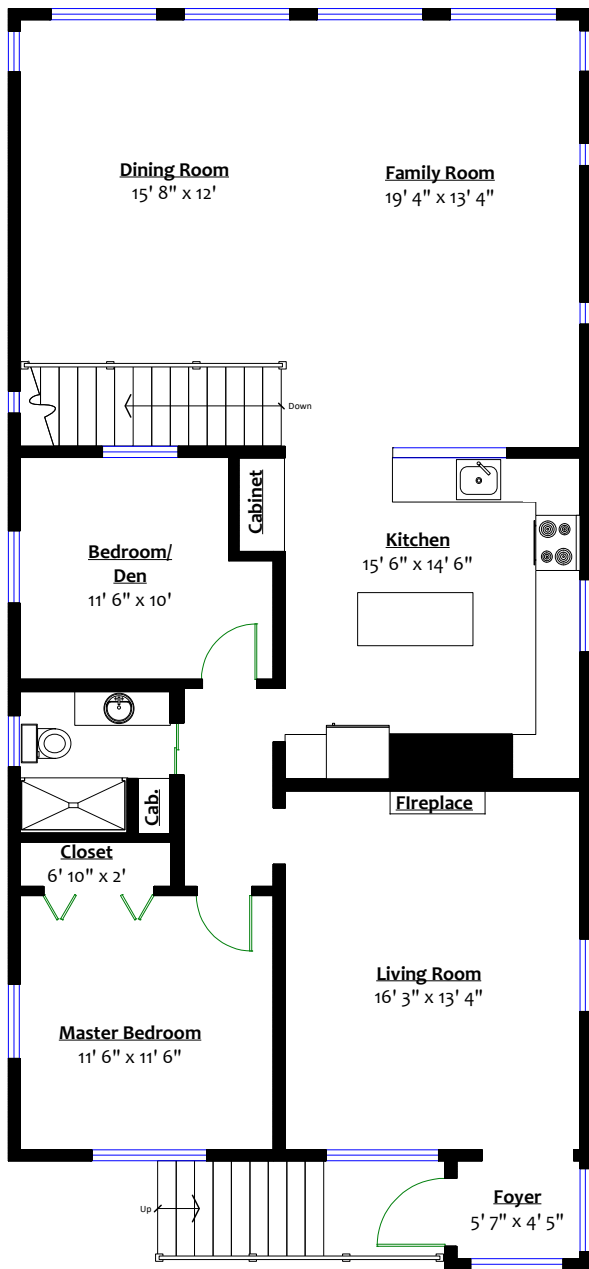 Dining Room
15' 8" x 12'
Family Room
19' 4" x 13' 4"
Down
Cabinet
Bedroom/
Den
11' 6" x 10'
Kitchen
15' 6" x 14' 6"
Cab.
FIreplace
Closet
6' 10" x 2'
Living Room
16' 3" x 13' 4"
Master Bedroom
11' 6" x 11' 6"
Up
Foyer
5' 7" x 4' 5"